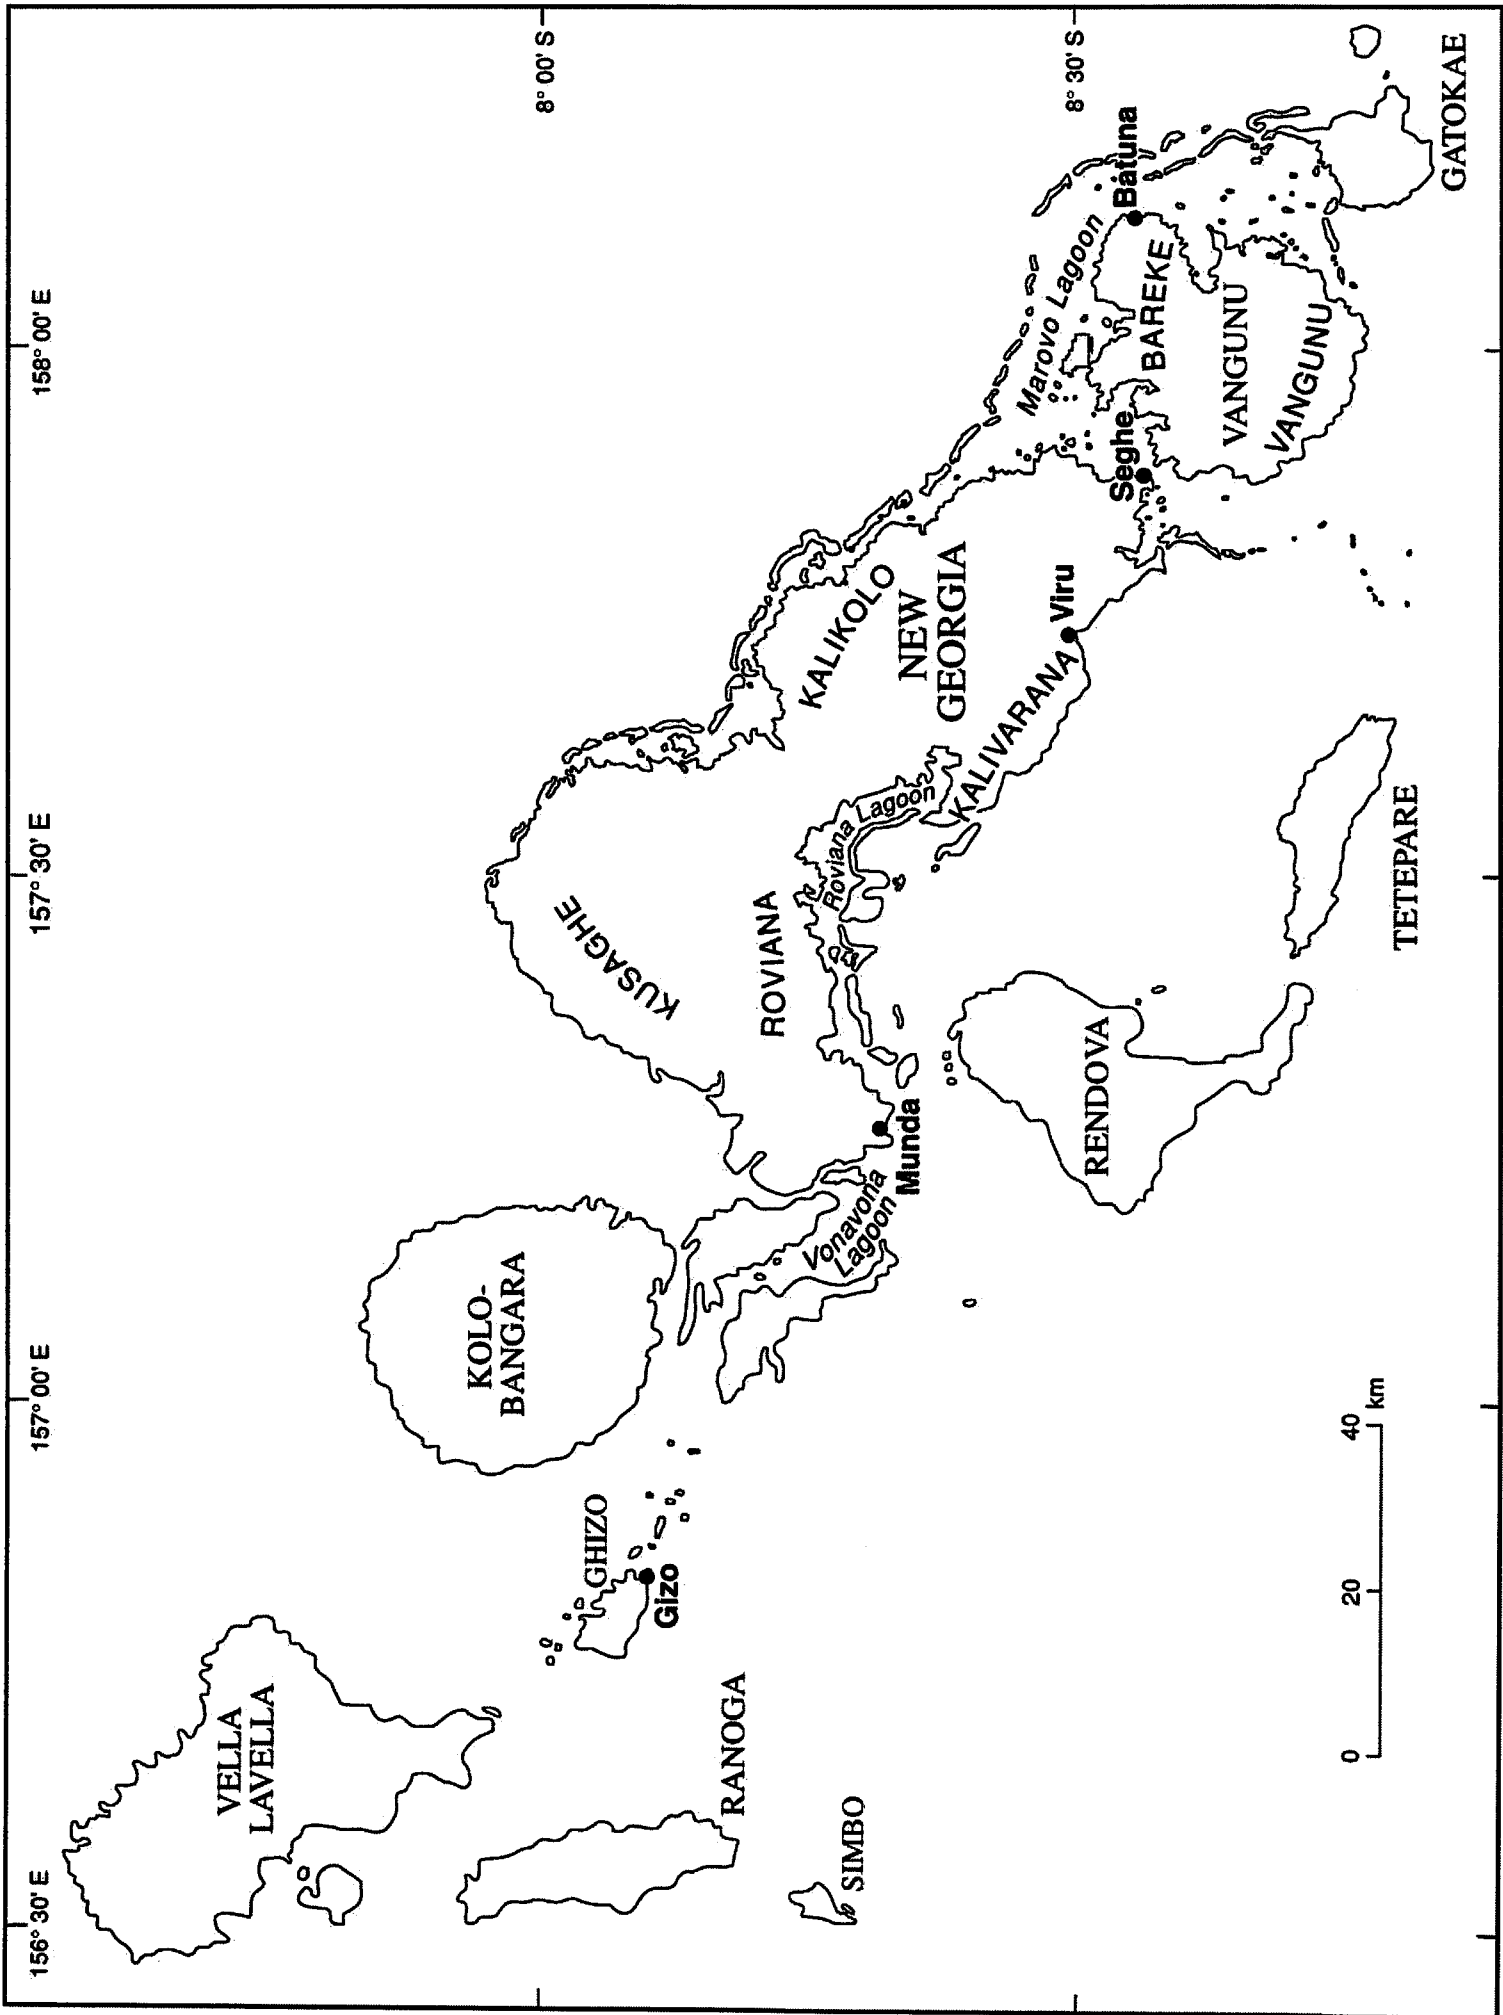 156° 30' E
157° 00' E
157° 30' E
158° 00' E
8° 00' S
8° 30' S
VELLA
LAVELLA
RANOGA
SIMBO
GHIZO
Gizo
KOLO-
BANGARA
KUSAGHE
ROVIANA
Roviana Lagoon
Vonavona
Lagoon
Munda
RENDOVA
TETEPARE
KALIKOLO
NEW
GEORGIA
KALIVARANA
Viru
Seghe
Marovo Lagoon
BAREKE
Batuna
VANGUNU
VANGUNU
GATOKAE
0 20 40 km